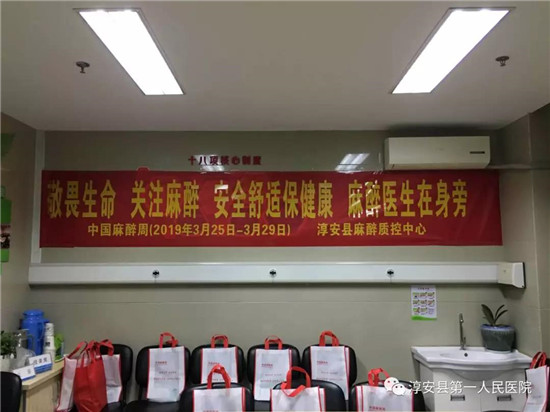 十八项核心制度
敬畏生命 关注麻醉 安全舒适保健康 麻醉医生在身旁
中国麻醉周(2019年3月25日-3月29日) 淳安县麻醉质控中心
淳安县第一人民医院